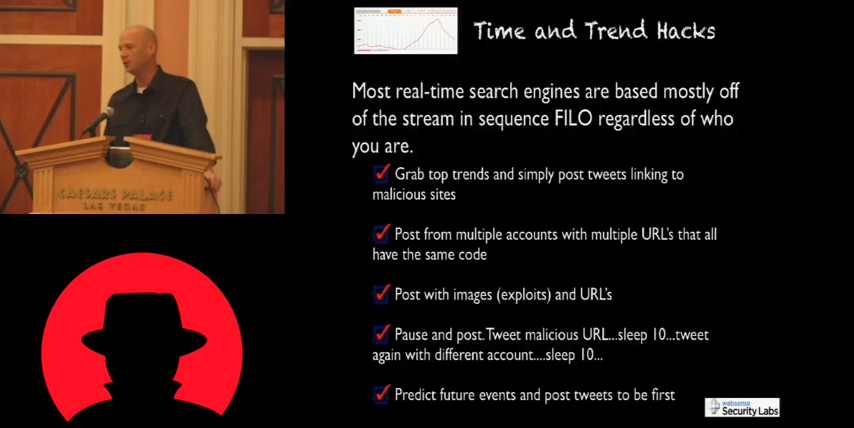 Time and Trend Hacks
Most real-time search engines are based mostly off
of the stream in sequence FILO regardless of who
you are.
Grab top trends and simply post tweets linking to
malicious sites
Post from multiple accounts with multiple URL's that all
have the same code
Post with images (exploits) and URL's
Pause and post. Tweet malicious URL...sleep 10...tweet
again with different account....sleep 10...
Predict future events and post tweets to be first
websense
Security Labs
CAESARS PALACE
LAS VEGAS